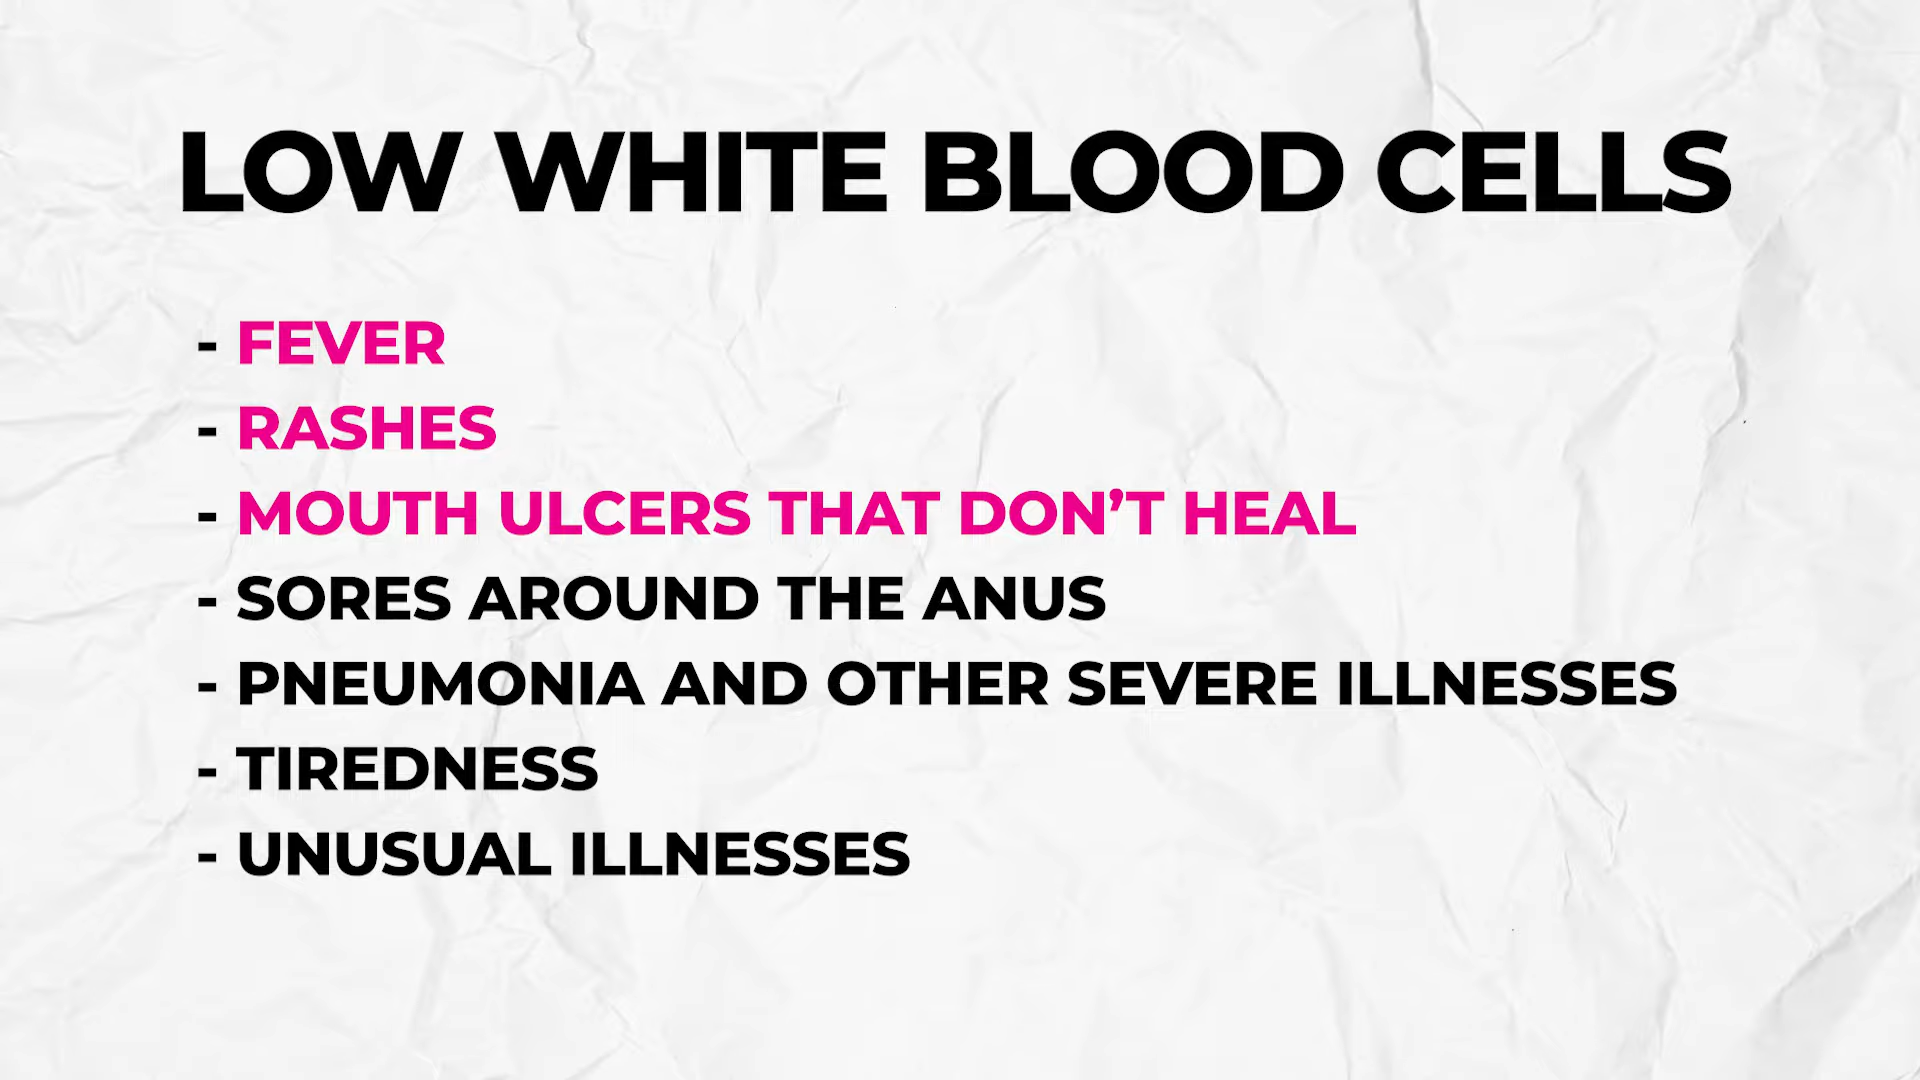 LOW WHITE BLOOD CELLS
- FEVER
- RASHES
- MOUTH ULCERS THAT DON’T HEAL
- SORES AROUND THE ANUS
- PNEUMONIA AND OTHER SEVERE ILLNESSES
- TIREDNESS
- UNUSUAL ILLNESSES